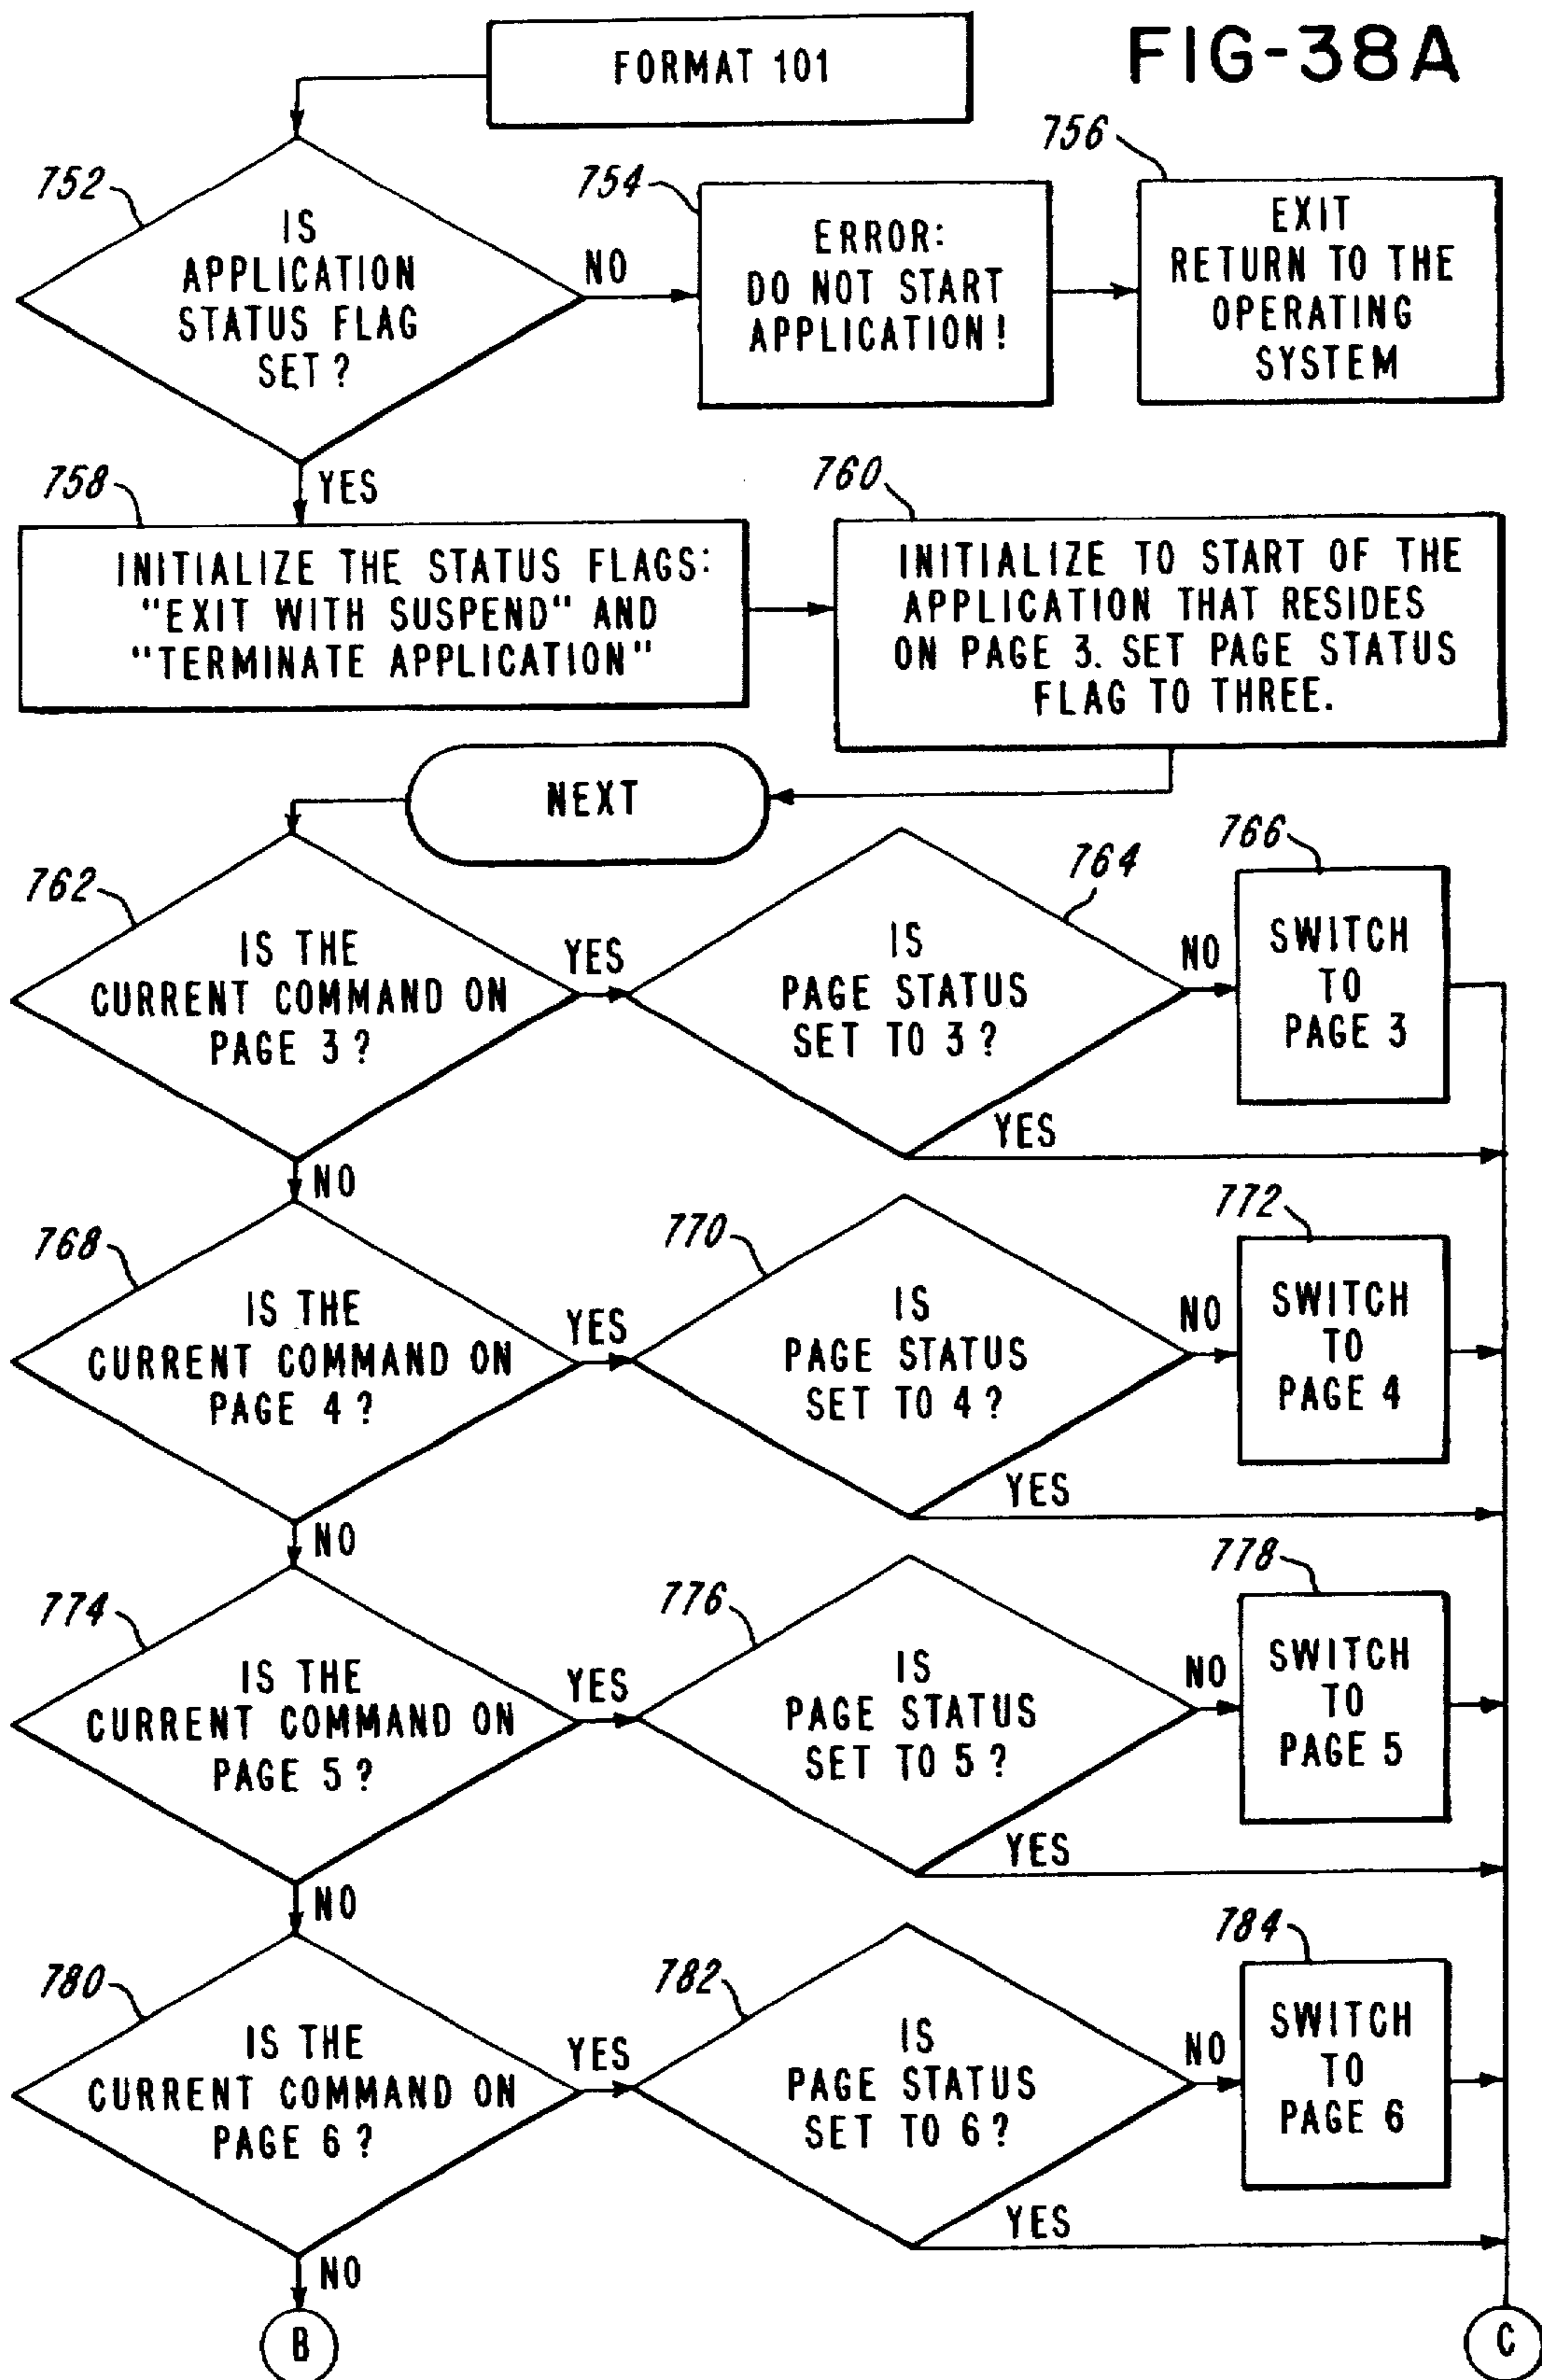 FIG-38A
FORMAT 101
752
IS
APPLICATION
STATUS FLAG
SET?
NO
754
ERROR:
DO NOT START
APPLICATION!
756
EXIT
RETURN TO THE
OPERATING
SYSTEM
YES
758
INITIALIZE THE STATUS FLAGS:
"EXIT WITH SUSPEND" AND
"TERMINATE APPLICATION"
760
INITIALIZE TO START OF THE
APPLICATION THAT RESIDES
ON PAGE 3. SET PAGE STATUS
FLAG TO THREE.
NEXT
762
IS THE
CURRENT COMMAND ON
PAGE 3?
YES
764
IS
PAGE STATUS
SET TO 3?
NO
766
SWITCH
TO
PAGE 3
YES
NO
768
IS THE
CURRENT COMMAND ON
PAGE 4?
YES
770
IS
PAGE STATUS
SET TO 4?
NO
772
SWITCH
TO
PAGE 4
YES
NO
774
IS THE
CURRENT COMMAND ON
PAGE 5?
YES
776
IS
PAGE STATUS
SET TO 5?
NO
778
SWITCH
TO
PAGE 5
YES
NO
780
IS THE
CURRENT COMMAND ON
PAGE 6?
YES
782
IS
PAGE STATUS
SET TO 6?
NO
784
SWITCH
TO
PAGE 6
YES
NO
B
C